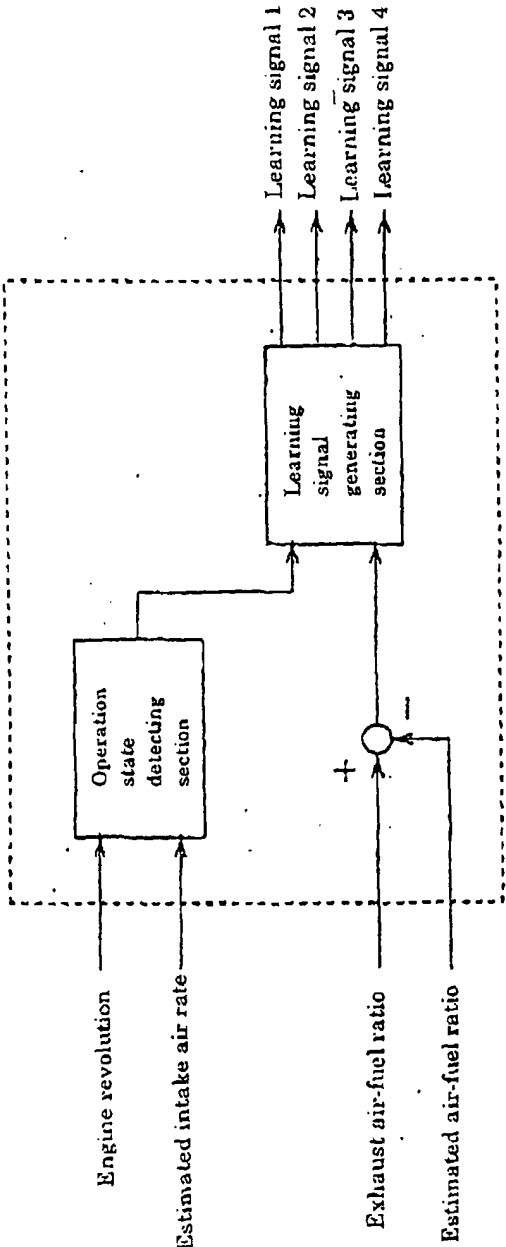 Engine revolution
Estimated intake air rate
Exhaust air-fuel ratio
Estimated air-fuel ratio
Operation
state
detecting
section
+
−
Learning
signal
generating
section
Learning signal 1
Learning signal 2
Learning signal 3
Learning signal 4